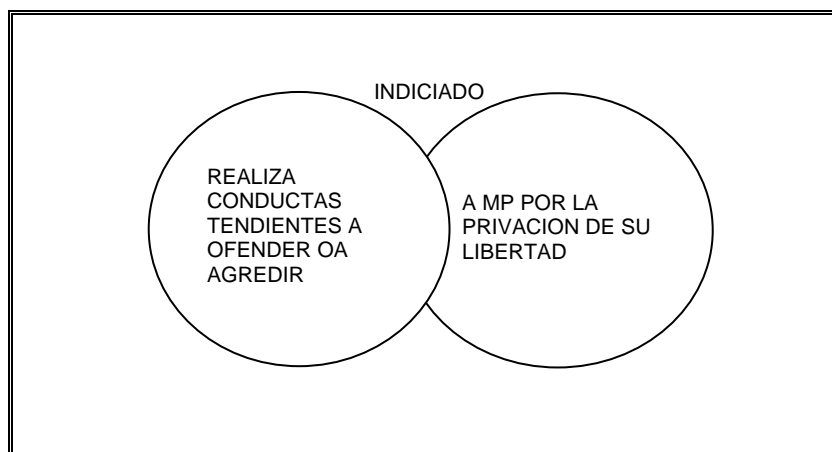 INDICIADO
REALIZA
CONDUCTAS
TENDIENTES A
OFENDER OA
AGREDIR
A MP POR LA
PRIVACION DE SU
LIBERTAD